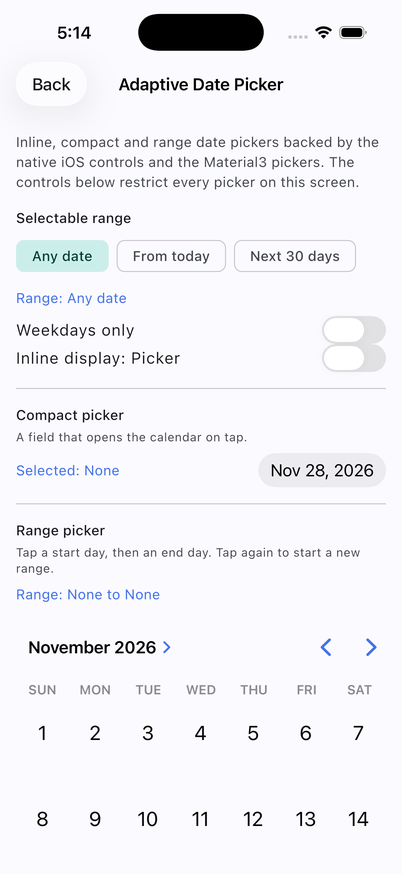 5:14
Back
Adaptive Date Picker
Inline, compact and range date pickers backed by the
native iOS controls and the Material3 pickers. The
controls below restrict every picker on this screen.
Selectable range
Any date From today Next 30 days
Range: Any date
Weekdays only
Inline display: Picker
Compact picker
A field that opens the calendar on tap.
Selected: None Nov 28, 2026
Range picker
Tap a start day, then an end day. Tap again to start a new
range.
Range: None to None
November 2026
SUN MON TUE WED THU FRI SAT
1 2 3 4 5 6 7
8 9 10 11 12 13 14